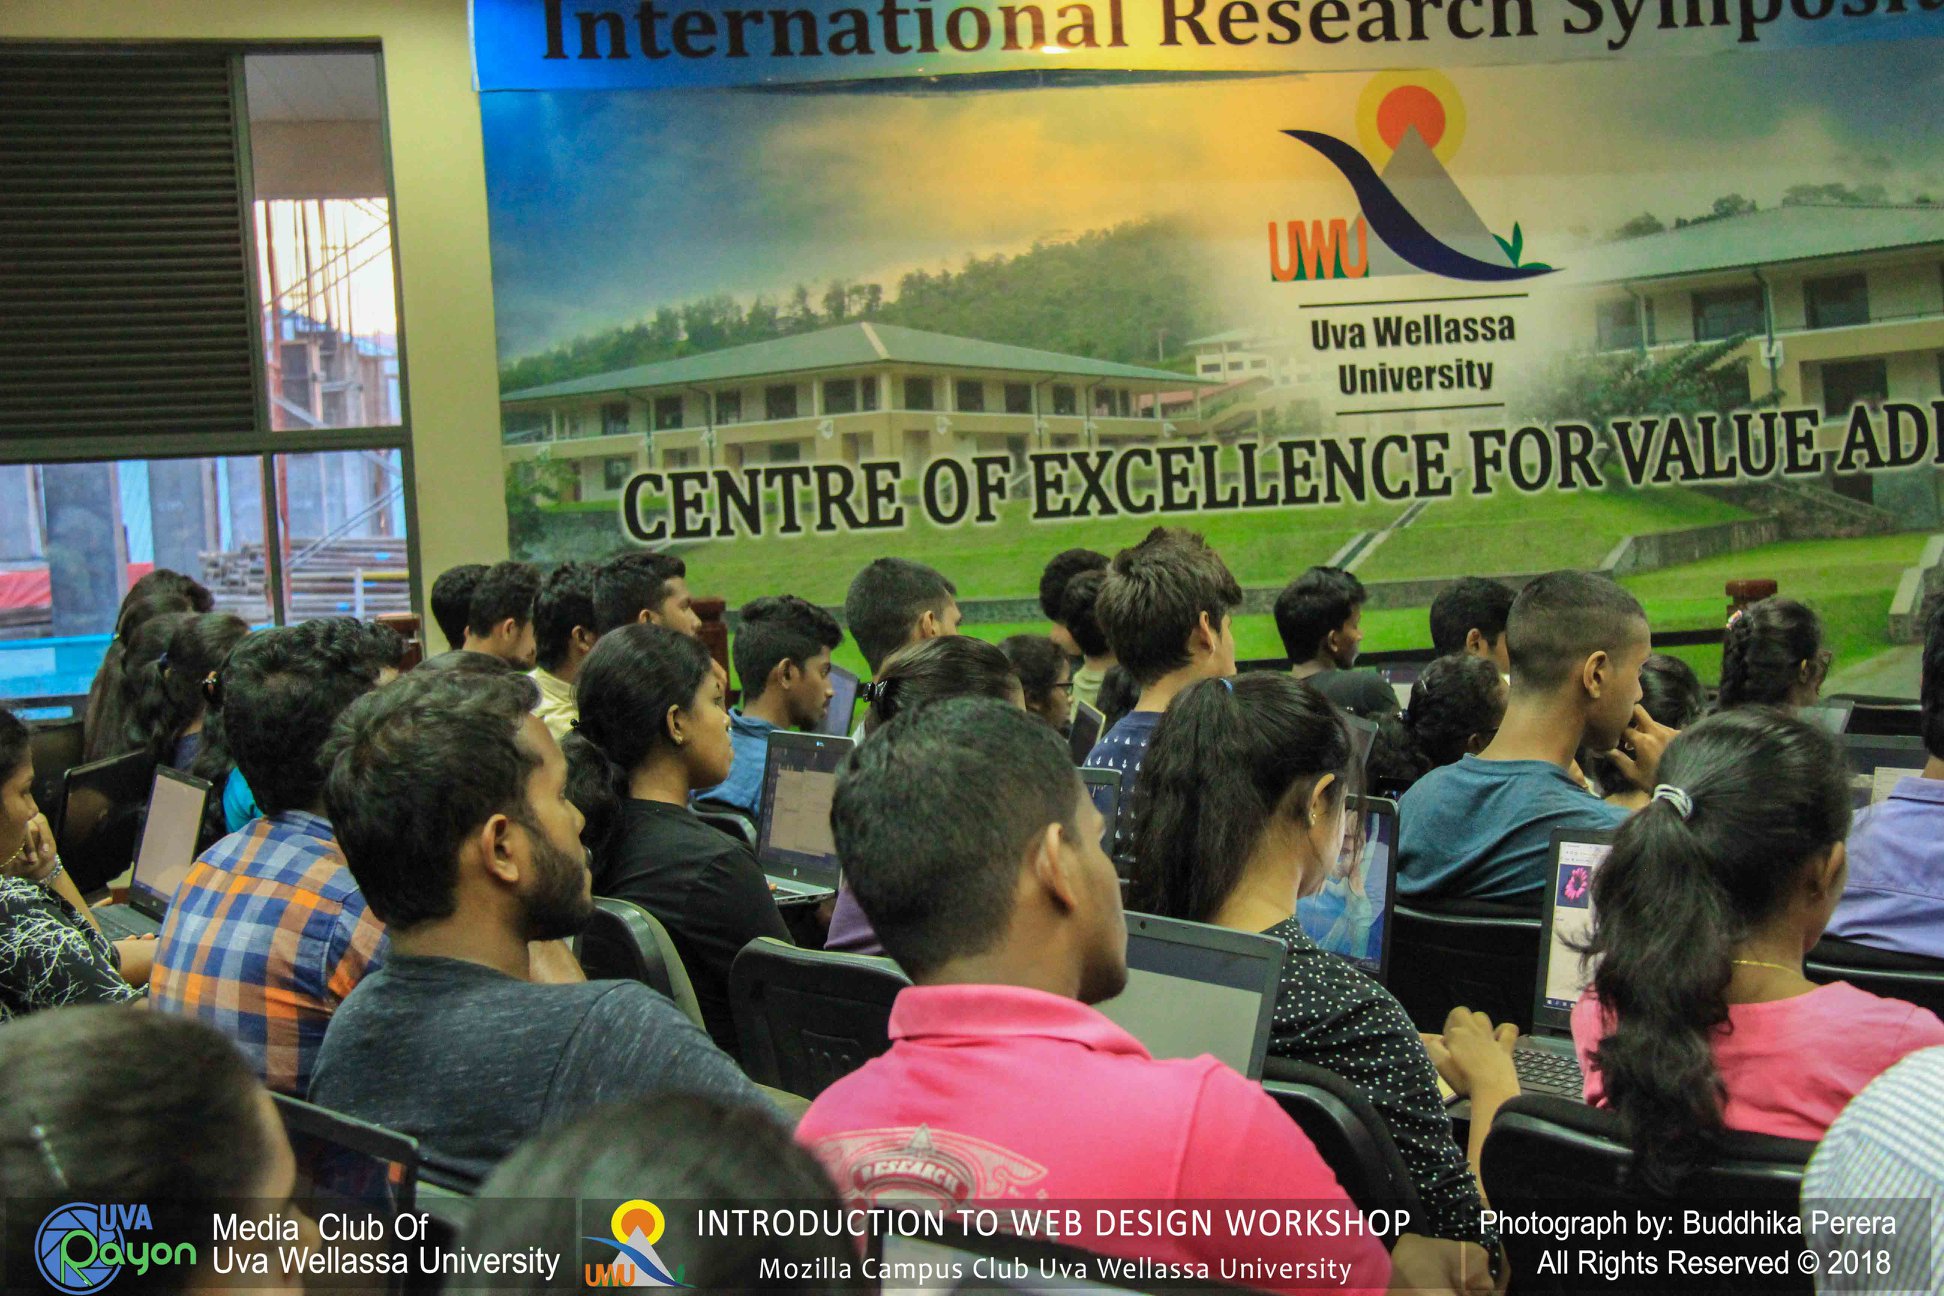 International Research
UWU
Uva Wellassa
University
CENTRE OF EXCELLENCE FOR VALUE
RESEARCH
UVA
Rayon
Media Club Of
Uva Wellassa University
UWU
INTRODUCTION TO WEB DESIGN WORKSHOP
Mozilla Campus Club Uva Wellassa University
Photograph by: Buddhika Perera
All Rights Reserved © 2018